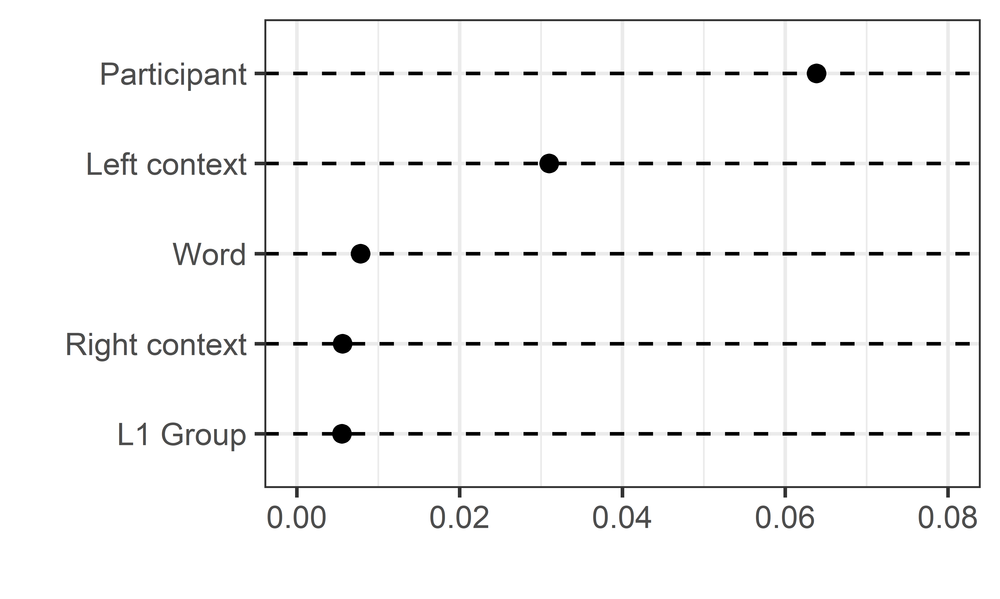 Participant
Left context
Word
Right context
L1 Group
0.00 0.02 0.04 0.06 0.08